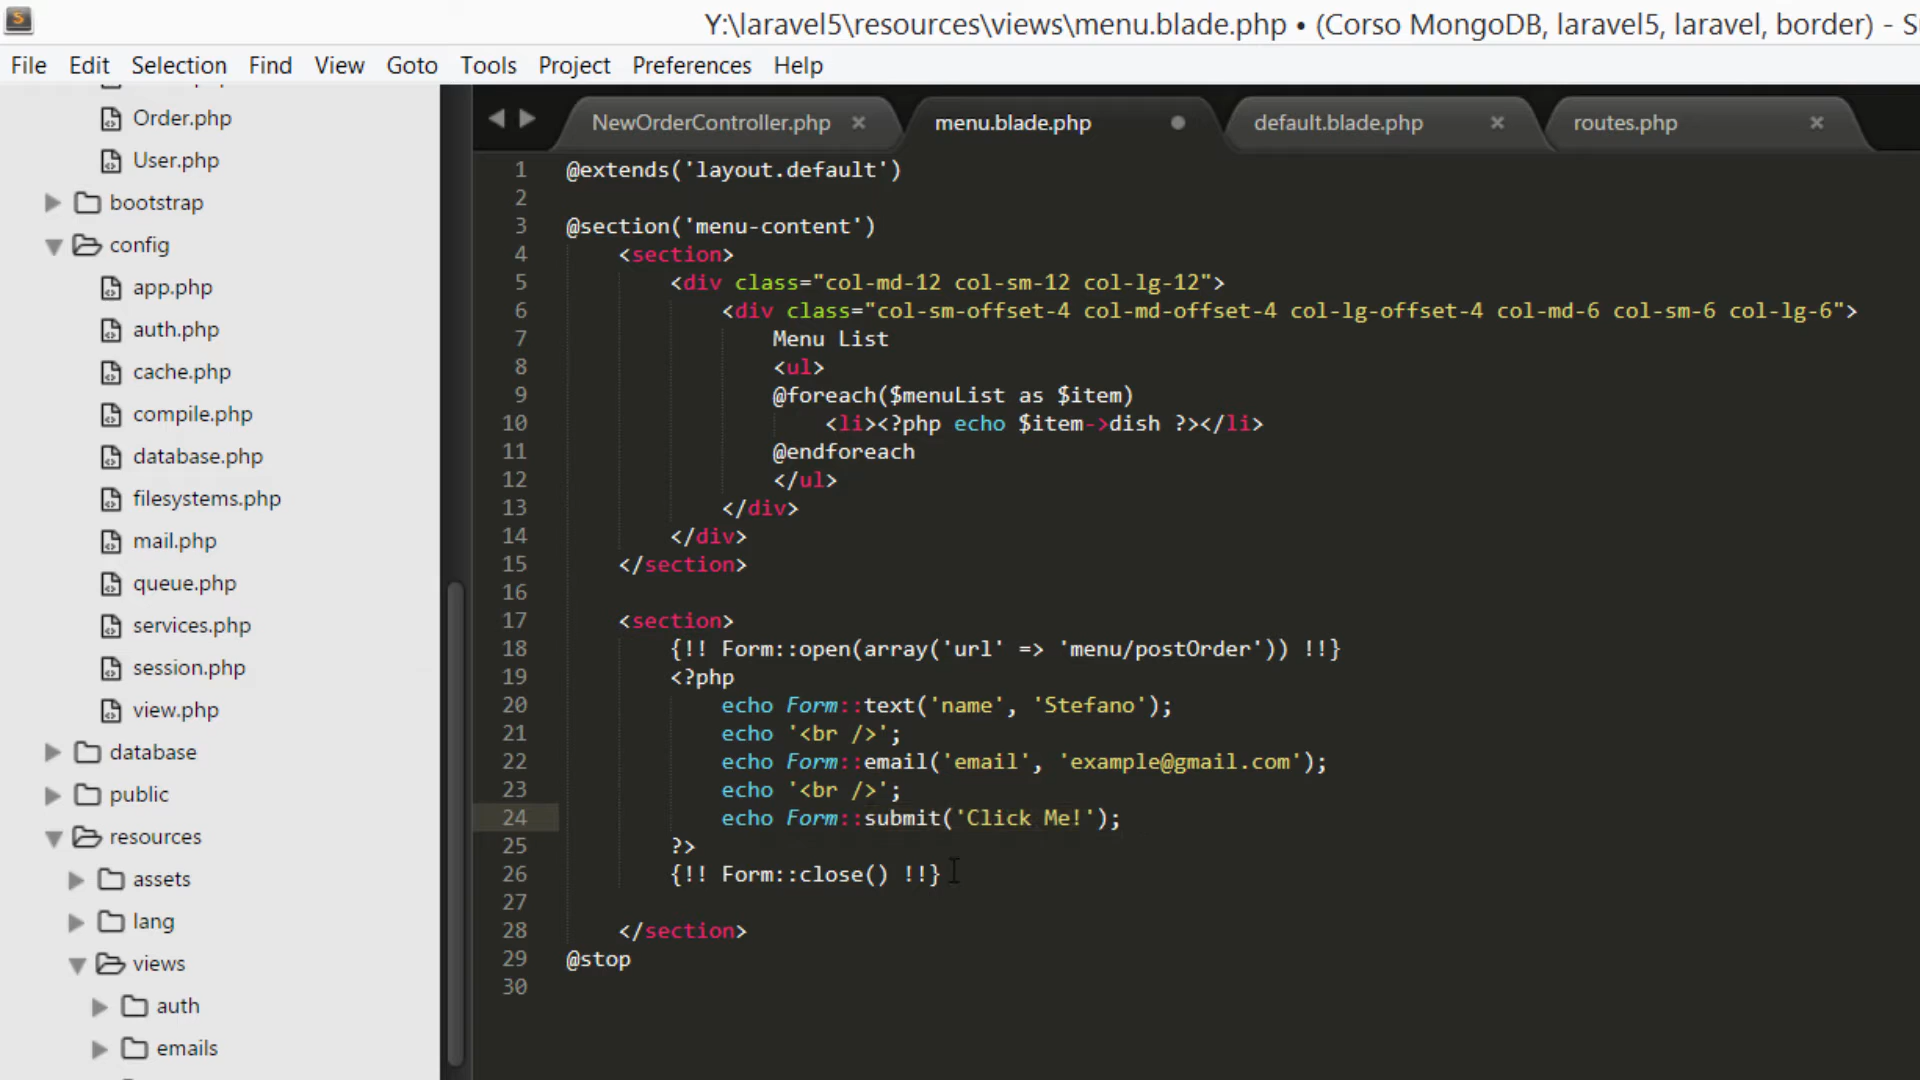 Y:\laravel5\resources\views\menu.blade.php • (Corso MongoDB, laravel5, laravel, border) -
File Edit Selection Find View Goto Tools Project Preferences Help
Order.php
User.php
bootstrap
config
app.php
auth.php
cache.php
compile.php
database.php
filesystems.php
mail.php
queue.php
services.php
session.php
view.php
database
public
resources
assets
lang
views
auth
emails
NewOrderController.php menu.blade.php default.blade.php routes.php
1 @extends('layout.default')
2
3 @section('menu-content')
4 <section>
5 <div class="col-md-12 col-sm-12 col-lg-12">
6 <div class="col-sm-offset-4 col-md-offset-4 col-lg-offset-4 col-md-6 col-sm-6 col-lg-6">
7 Menu List
8 <ul>
9 @foreach($menuList as $item)
10 <li><?php echo $item->dish ?></li>
11 @endforeach
12 </ul>
13 </div>
14 </div>
15 </section>
16
17 <section>
18 {!! Form::open(array('url' => 'menu/postOrder')) !!}
19 <?php
20 echo Form::text('name', 'Stefano');
21 echo '<br />';
22 echo Form::email('email', 'example@gmail.com');
23 echo '<br />';
24 echo Form::submit('Click Me!');
25 ?>
26 {!! Form::close() !!}
27
28 </section>
29 @stop
30